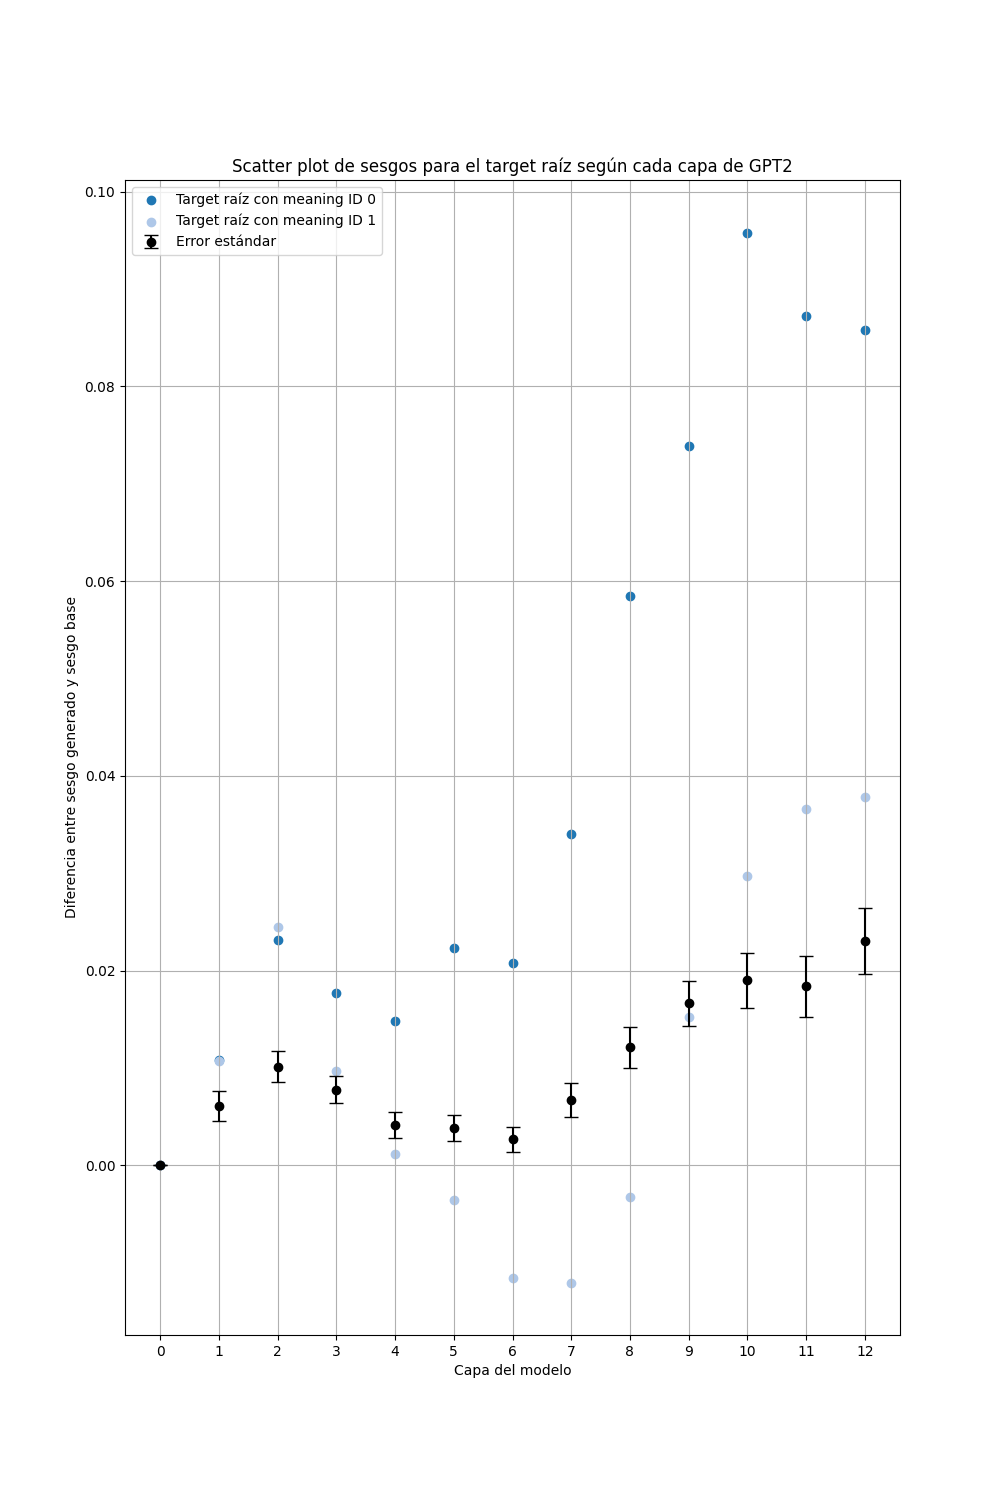 Scatter plot de sesgos para el target raíz según cada capa de GPT2
Target raíz con meaning ID 0
Target raíz con meaning ID 1
Error estándar
0.10
0.08
0.06
0.04
0.02
0.00
Diferencia entre sesgo generado y sesgo base
0 1 2 3 4 5 6 7 8 9 10 11 12
Capa del modelo